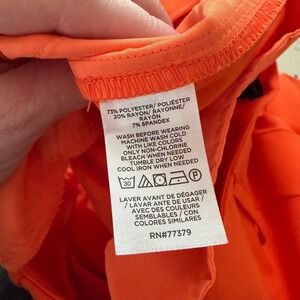 73% POLYESTER/ POLIÉSTER
20% RAYON/ RAYONNE/
RAYON
7% SPANDEX
WASH BEFORE WEARING
MACHINE WASH COLD
WITH LIKE COLORS
ONLY NON-CHLORINE
BLEACH WHEN NEEDED
TUMBLE DRY LOW
COOL IRON WHEN NEEDED
30
P
LAVER AVANT DE DÉGAGER
/ LAVAR ANTE DE USAR /
AVEC DES COULEURS
SEMBLABLES / CON
COLORES SIMILARES
RN#77379